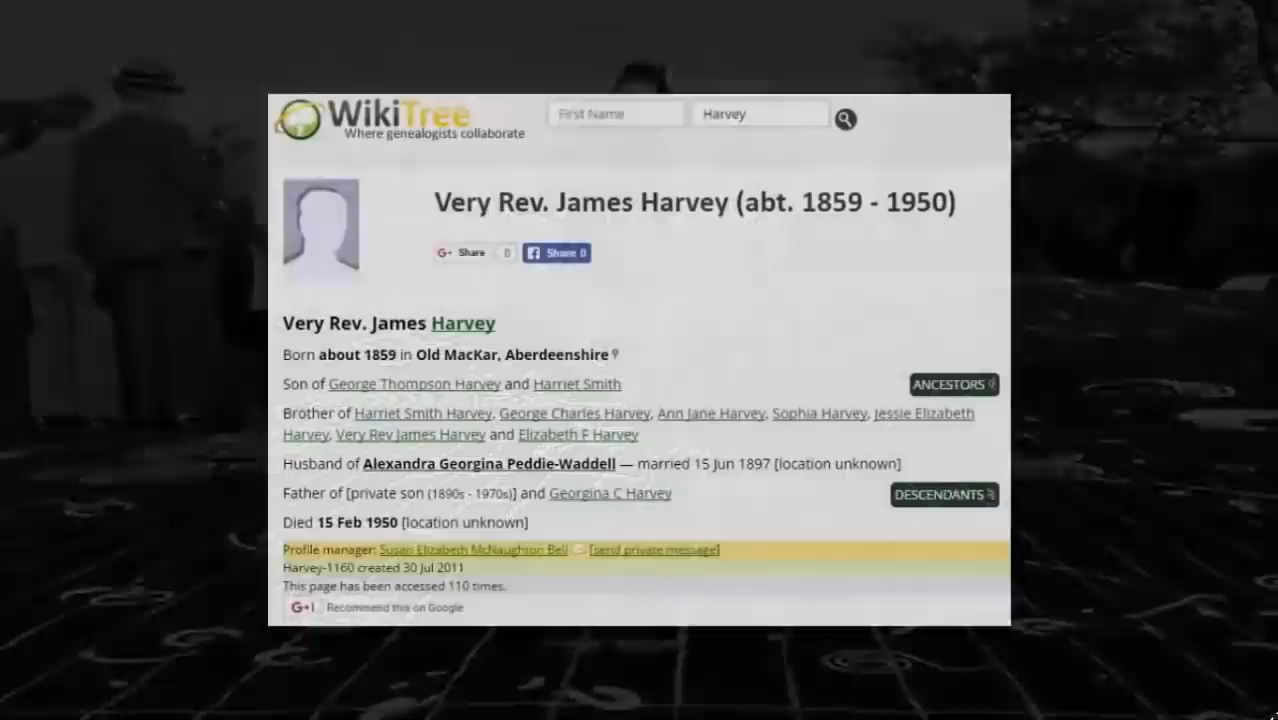 WikiTree
Where genealogists collaborate
First Name
Harvey
Very Rev. James Harvey (abt. 1859 - 1950)
G+ Share 0 Share 0
Very Rev. James Harvey
Born about 1859 in Old MacKar, Aberdeenshire
Son of George Thompson Harvey and Harriet Smith
ANCESTORS
Brother of Harriet Smith Harvey, George Charles Harvey, Ann Jane Harvey, Sophia Harvey, Jessie Elizabeth
Harvey, Very Rev James Harvey and Elizabeth F Harvey
Husband of Alexandra Georgina Peddie-Waddell — married 15 Jun 1897 [location unknown]
Father of [private son (1890s - 1970s)] and Georgina C Harvey
DESCENDANTS
Died 15 Feb 1950 [location unknown]
Profile manager: Susan Elizabeth McNaughton Bell [send private message]
Harvey-1160 created 30 Jul 2011
This page has been accessed 110 times.
G+1 Recommend this on Google